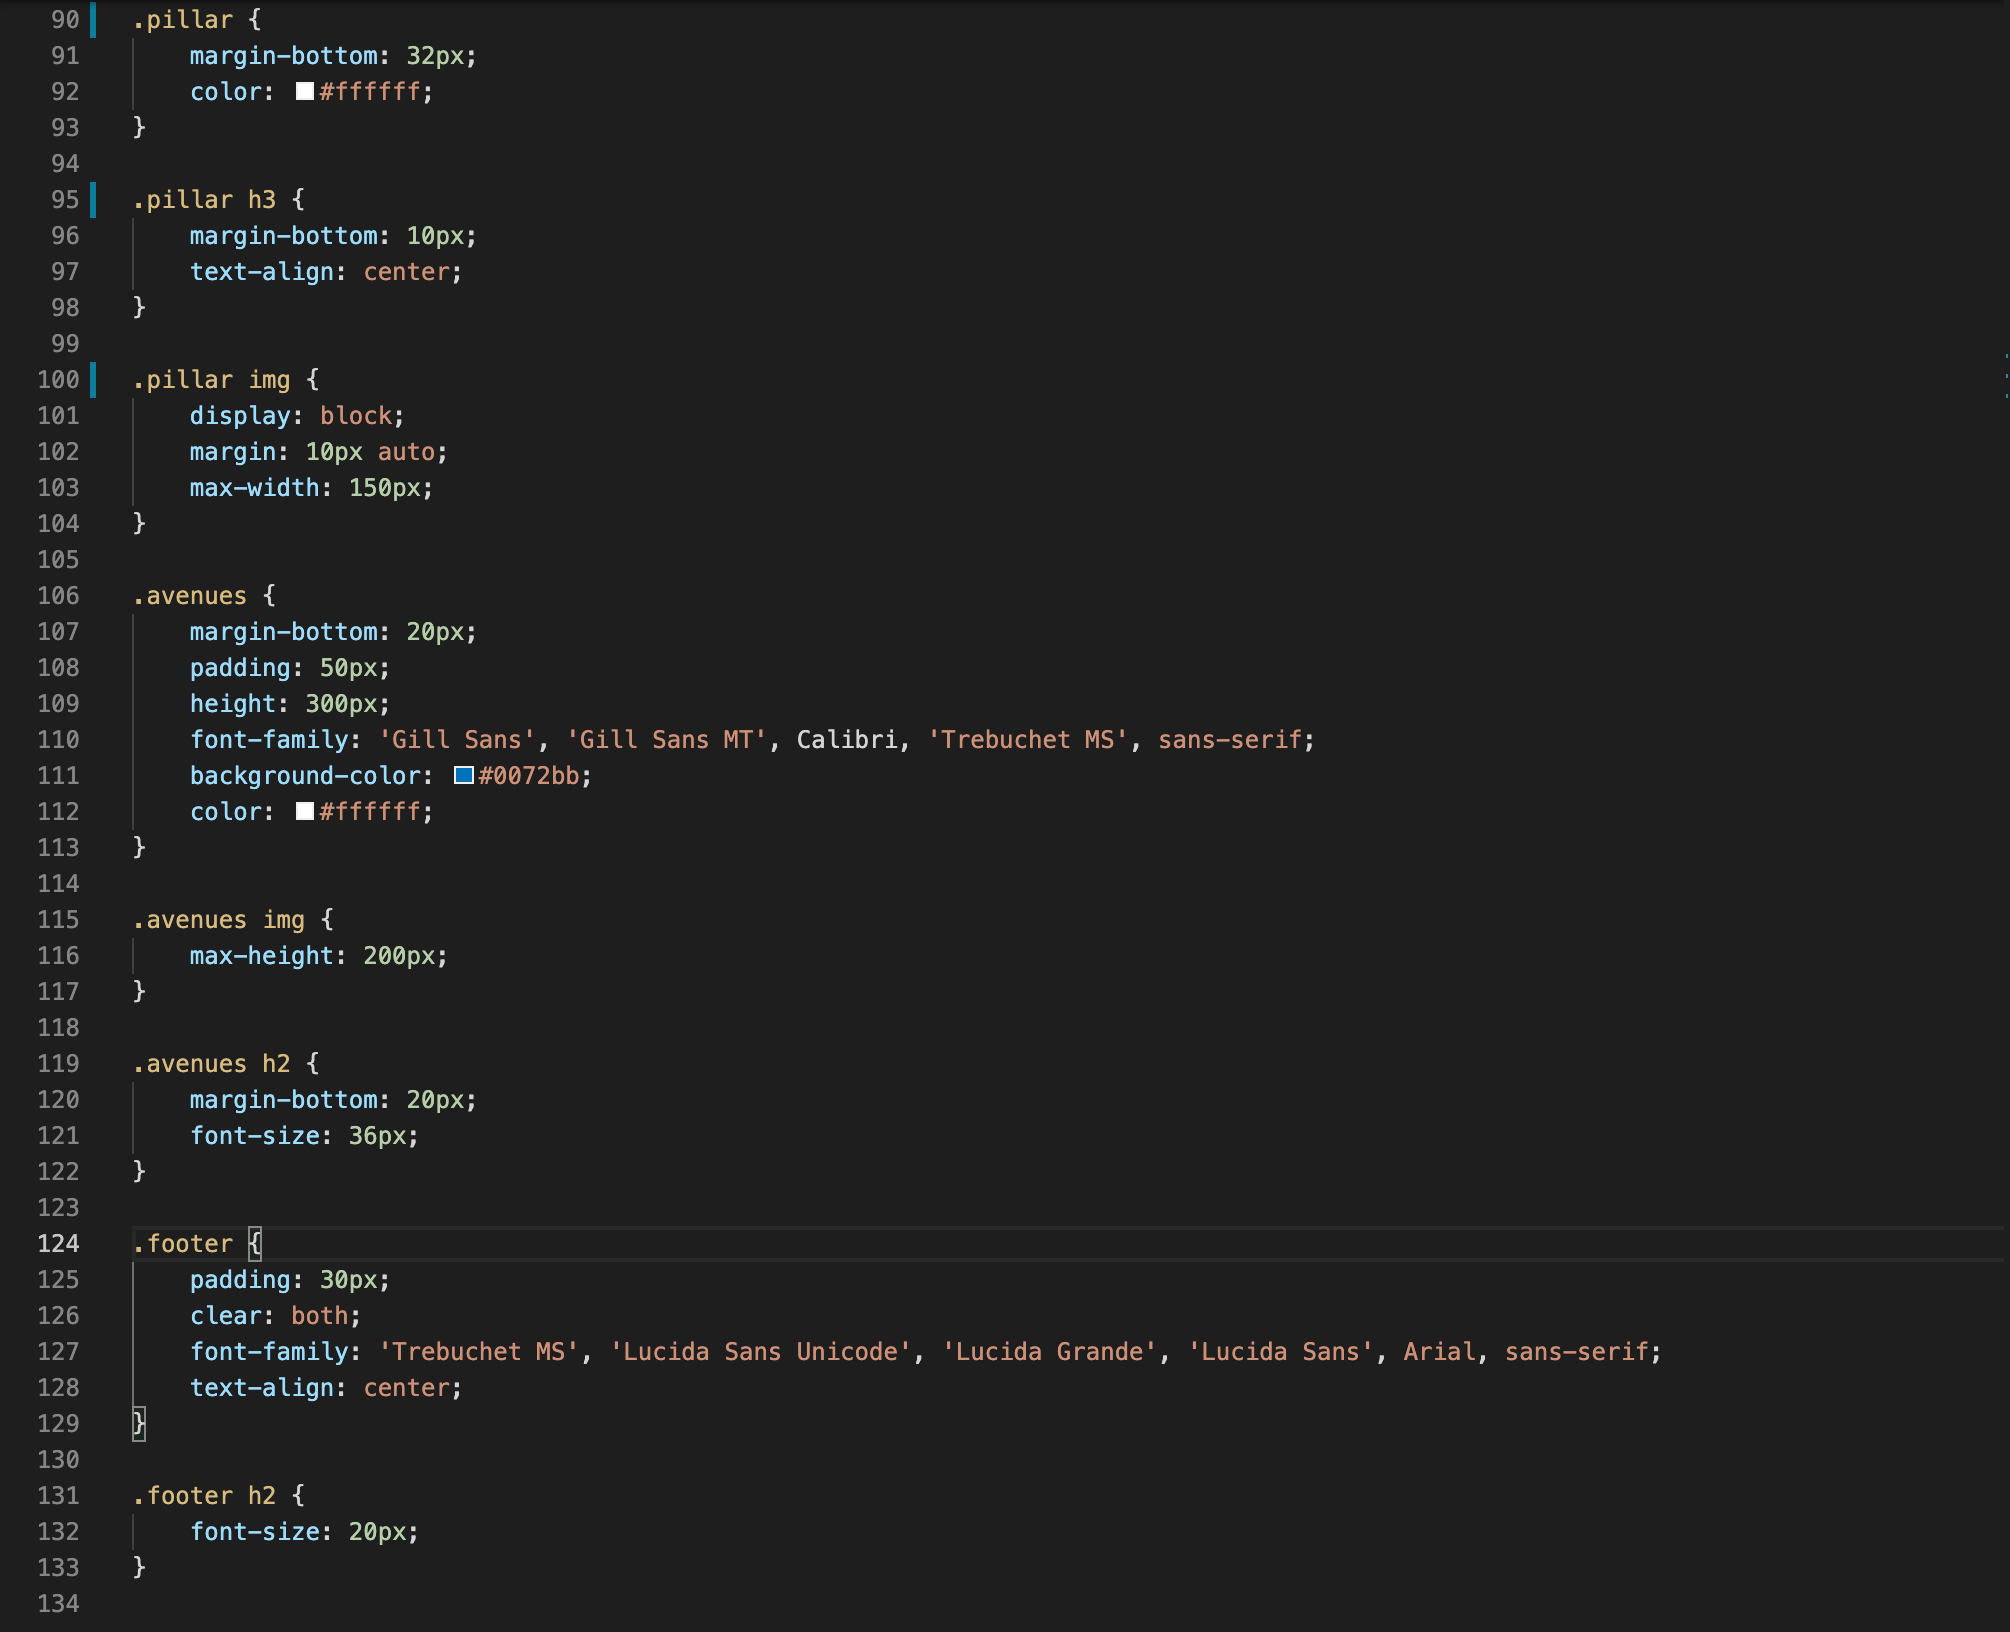 90 .pillar {
91     margin-bottom: 32px;
92     color: #ffffff;
93 }
94
95 .pillar h3 {
96     margin-bottom: 10px;
97     text-align: center;
98 }
99
100 .pillar img {
101     display: block;
102     margin: 10px auto;
103     max-width: 150px;
104 }
105
106 .avenues {
107     margin-bottom: 20px;
108     padding: 50px;
109     height: 300px;
110     font-family: 'Gill Sans', 'Gill Sans MT', Calibri, 'Trebuchet MS', sans-serif;
111     background-color: #0072bb;
112     color: #ffffff;
113 }
114
115 .avenues img {
116     max-height: 200px;
117 }
118
119 .avenues h2 {
120     margin-bottom: 20px;
121     font-size: 36px;
122 }
123
124 .footer {
125     padding: 30px;
126     clear: both;
127     font-family: 'Trebuchet MS', 'Lucida Sans Unicode', 'Lucida Grande', 'Lucida Sans', Arial, sans-serif;
128     text-align: center;
129 }
130
131 .footer h2 {
132     font-size: 20px;
133 }
134